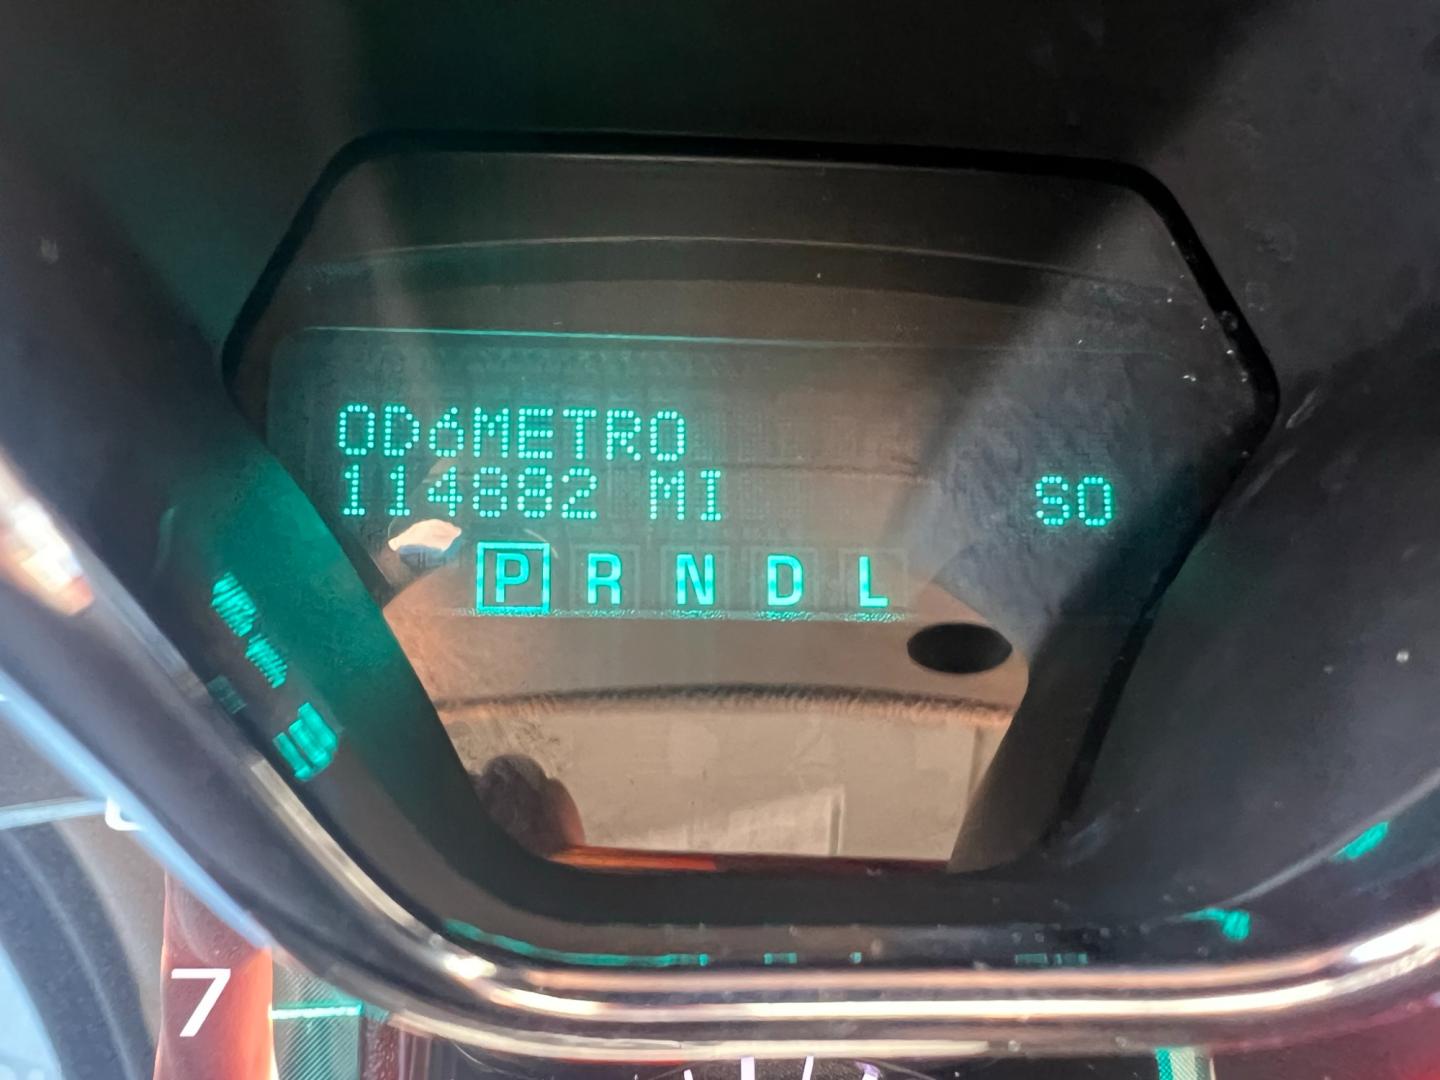 ODóMETRO
114882 MI SO
P R N D L
7